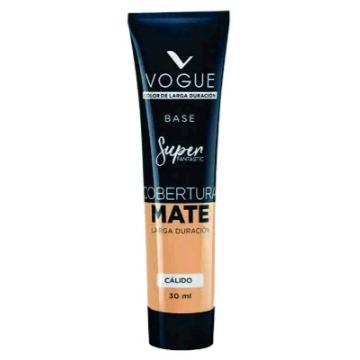 VOGUE
COLOR DE LARGA DURACIÓN
BASE
Super
FANTASTIC
COBERTURA
MATE
LARGA DURACIÓN
CÁLIDO
30 ml